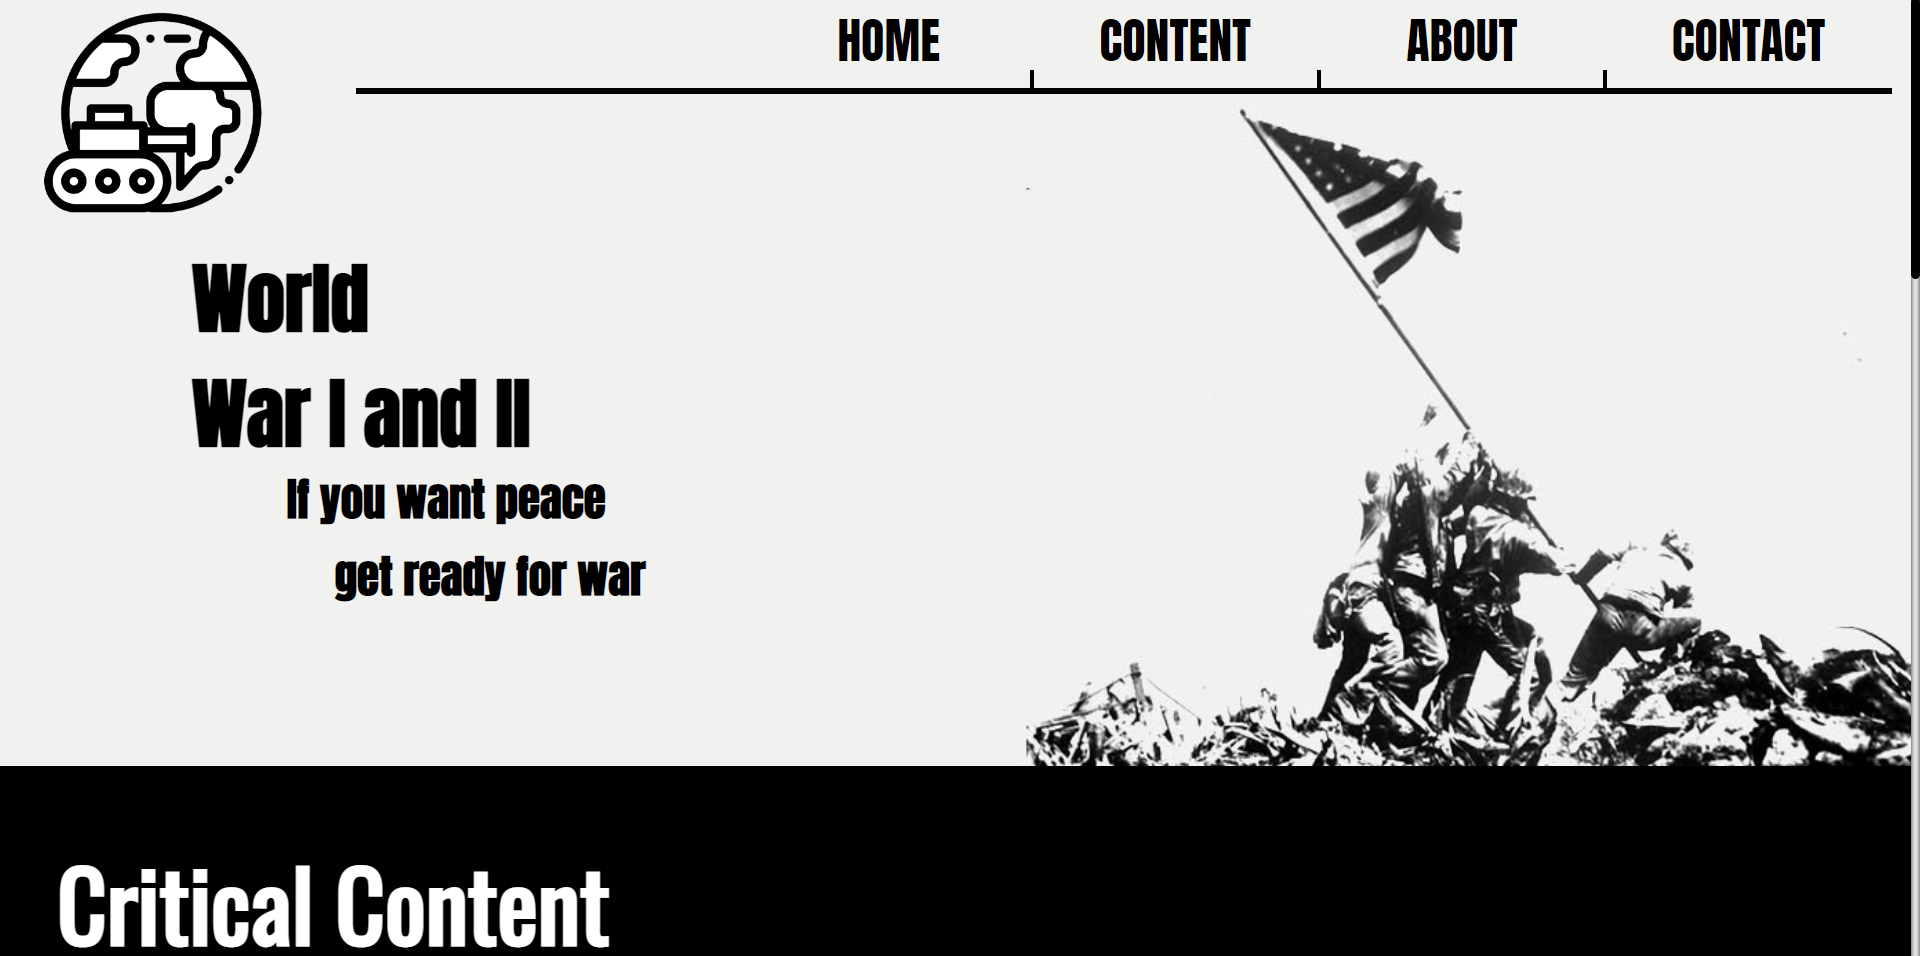 HOME CONTENT ABOUT CONTACT
World
War I and II
If you want peace
get ready for war
Critical Content